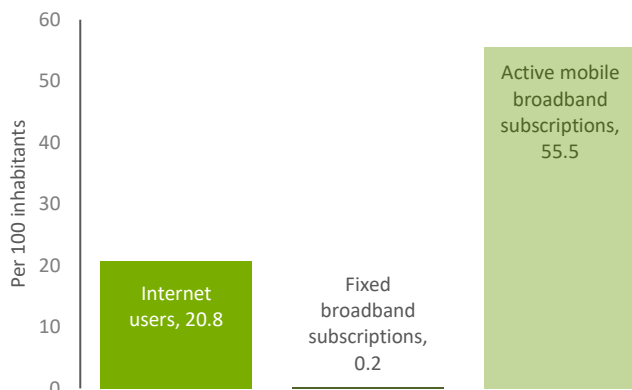 60
50
40
30
20
10
0
Per 100 inhabitants
Internet
users, 20.8
Fixed
broadband
subscriptions,
0.2
Active mobile
broadband
subscriptions,
55.5